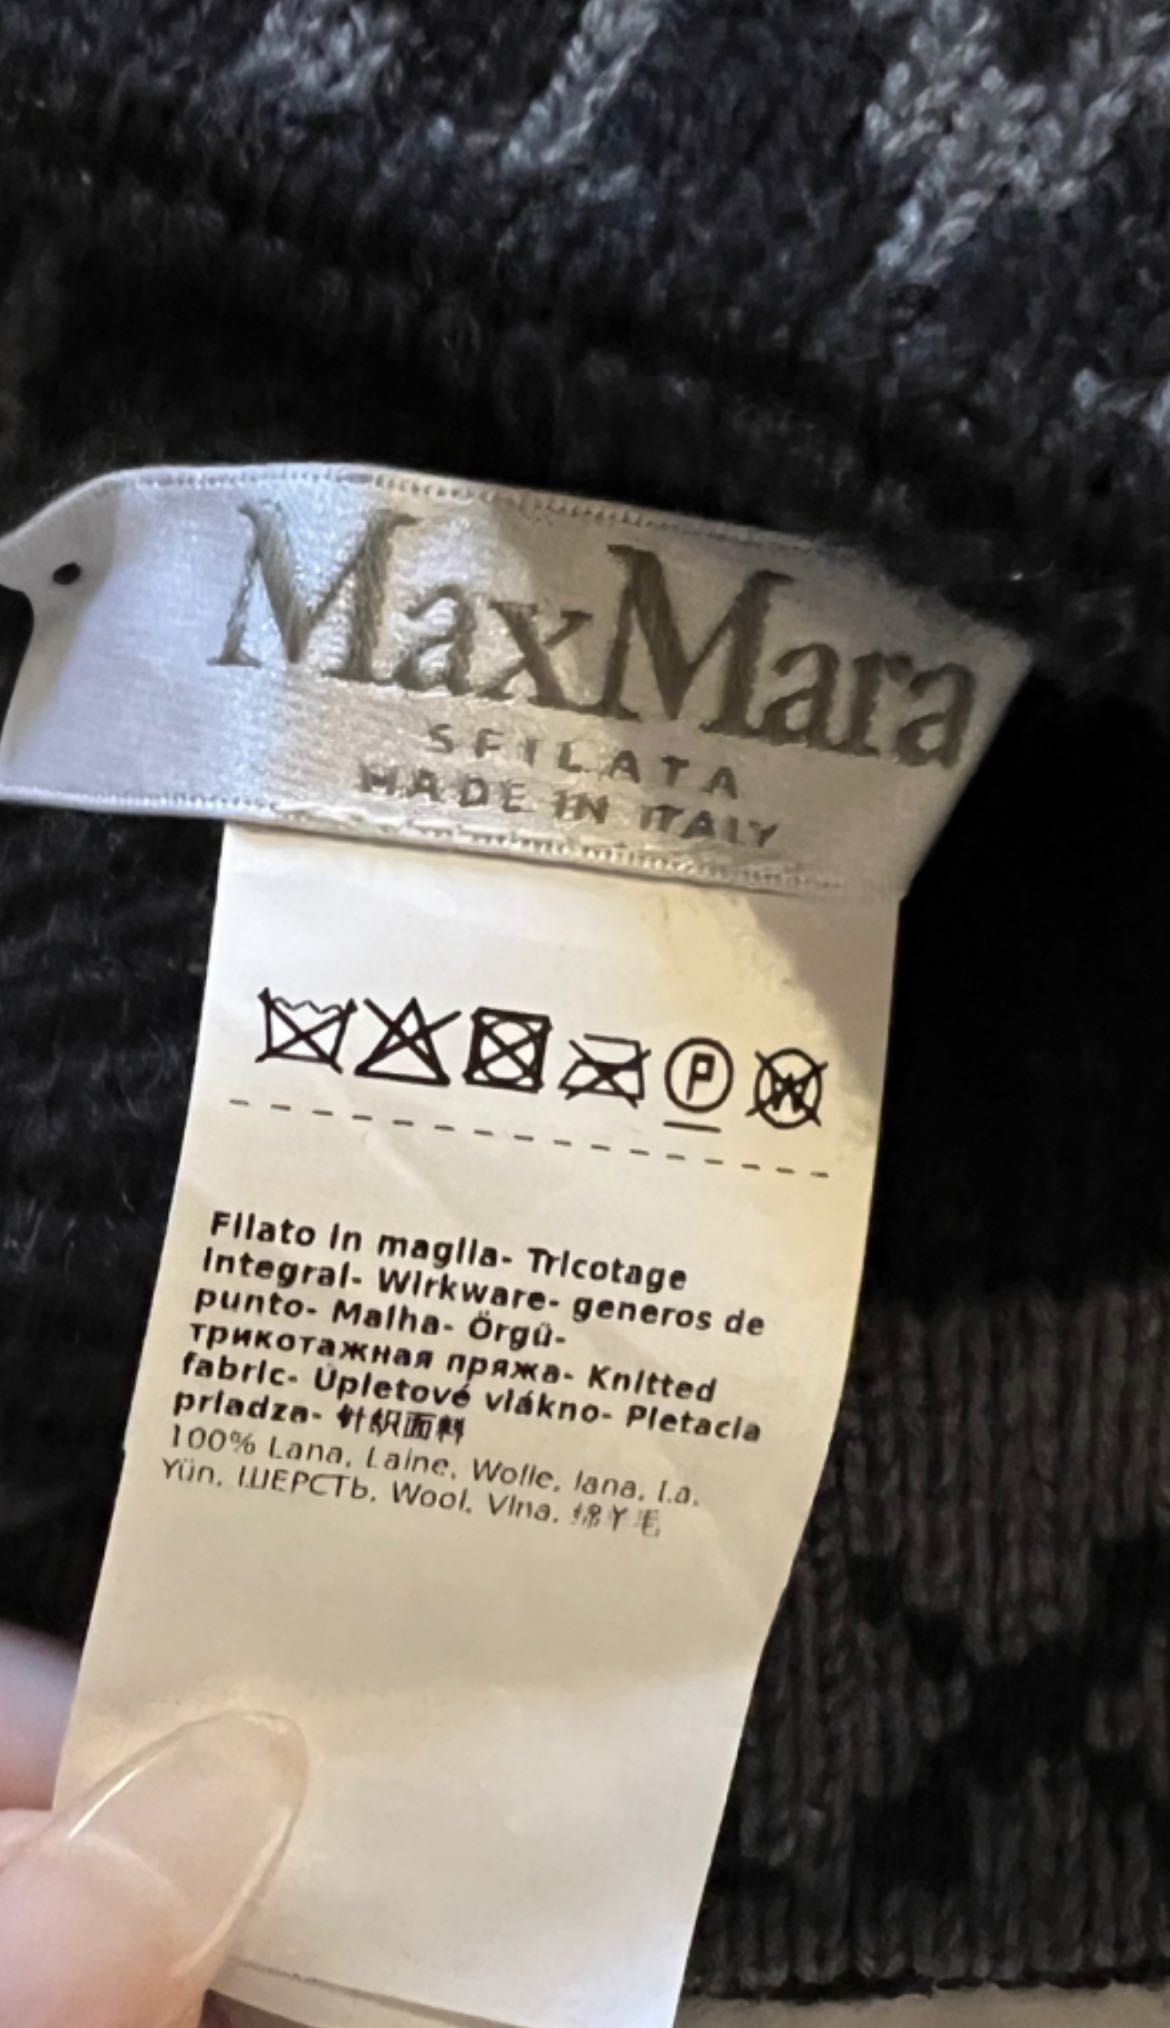 MaxMara
SFILATA
MADE IN ITALY
P
W
Filato in maglia- Tricotage
integral- Wirkware- generos de
punto- Malha- Örgü-
трикотажная пряжа- Knitted
fabric- Úpletové vlákno- Pletacia
priadza- 针织面料
100% Lana, Laine, Wolle, lana, La,
Yün, ШЕРСТЬ, Wool, Vlna, 绵羊毛